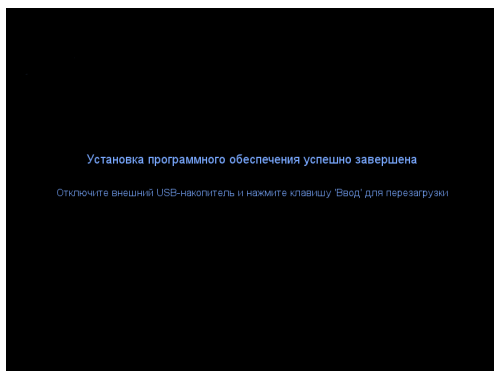 Установка программного обеспечения успешно завершена
Отключите внешний USB-накопитель и нажмите клавишу 'Ввод' для перезагрузки